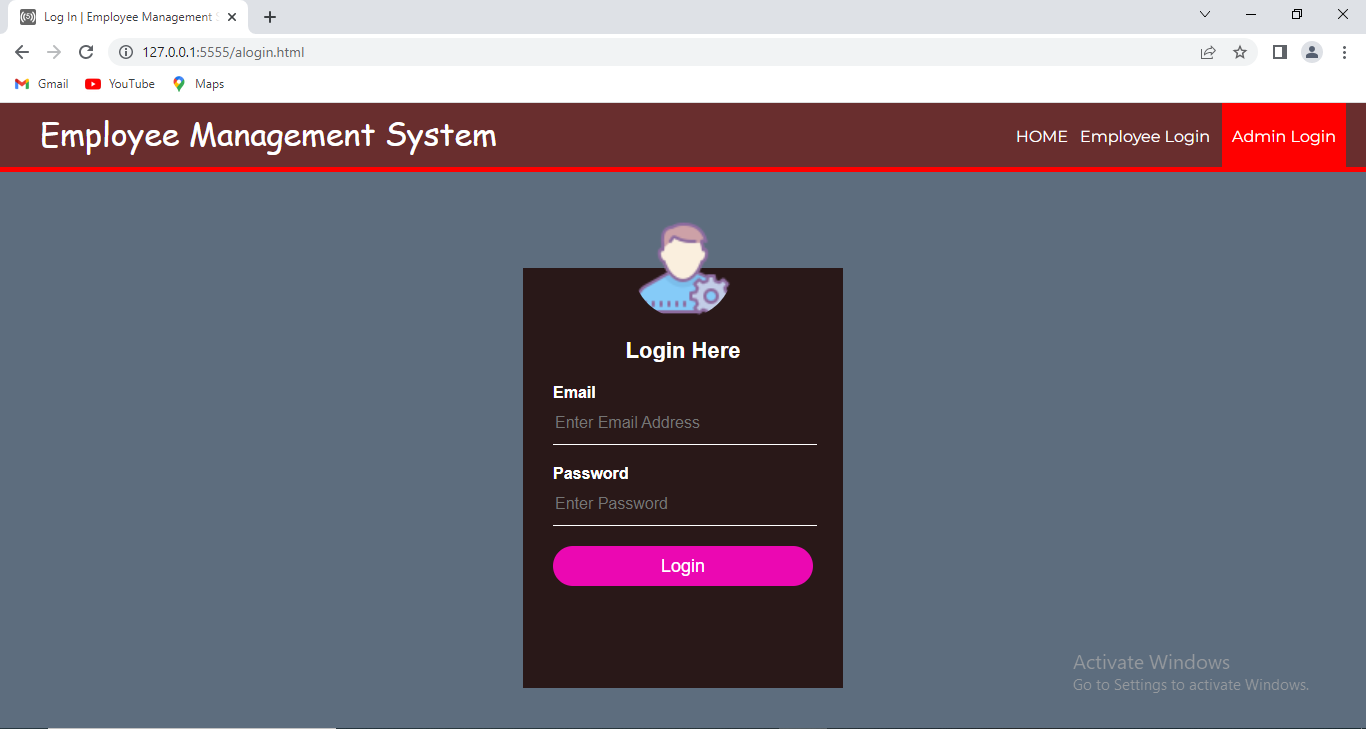 Log In | Employee Management S
127.0.0.1:5555/alogin.html
Gmail YouTube Maps
Employee Management System
HOME Employee Login Admin Login
Login Here
Email
Enter Email Address
Password
Enter Password
Login
Activate Windows
Go to Settings to activate Windows.